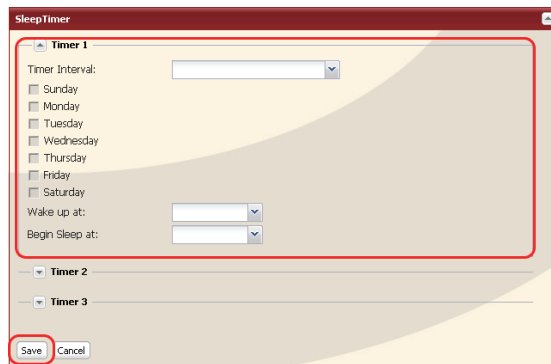 SleepTimer
Timer 1
Timer Interval:
Sunday
Monday
Tuesday
Wednesday
Thursday
Friday
Saturday
Wake up at:
Begin Sleep at:
Timer 2
Timer 3
Save Cancel